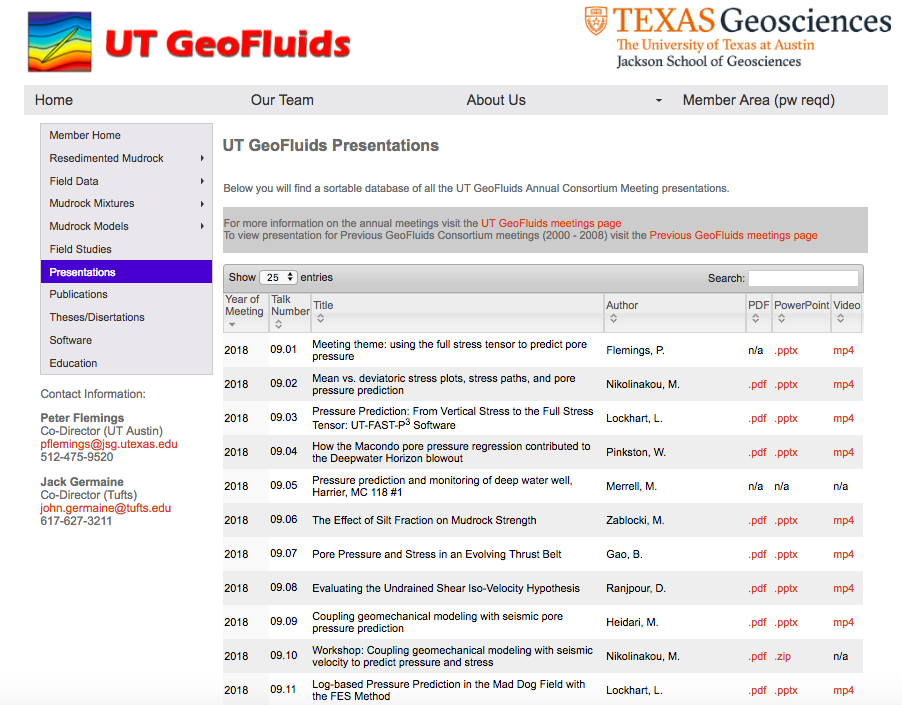 UT GeoFluids
TEXAS Geosciences
The University of Texas at Austin
Jackson School of Geosciences
Home Our Team About Us Member Area (pw reqd)
Member Home
Resedimented Mudrock
Field Data
Mudrock Mixtures
Mudrock Models
Field Studies
Presentations
Publications
Theses/Disertations
Software
Education
Contact Information:
Peter Flemings
Co-Director (UT Austin)
pflemings@jsg.utexas.edu
512-475-9520
Jack Germaine
Co-Director (Tufts)
john.germaine@tufts.edu
617-627-3211
UT GeoFluids Presentations
Below you will find a sortable database of all the UT GeoFluids Annual Consortium Meeting presentations.
For more information on the annual meetings visit the UT GeoFluids meetings page
To view presentation for Previous GeoFluids Consortium meetings (2000 - 2008) visit the Previous GeoFluids meetings page
Show 25 entries Search:
Year of Meeting Talk Number Title Author PDF PowerPoint Video
2018 09.01 Meeting theme: using the full stress tensor to predict pore pressure Flemings, P. n/a .pptx mp4
2018 09.02 Mean vs. deviatoric stress plots, stress paths, and pore pressure prediction Nikolinakou, M. .pdf .pptx mp4
2018 09.03 Pressure Prediction: From Vertical Stress to the Full Stress Tensor: UT-FAST-P³ Software Lockhart, L. .pdf .pptx mp4
2018 09.04 How the Macondo pore pressure regression contributed to the Deepwater Horizon blowout Pinkston, W. .pdf .pptx mp4
2018 09.05 Pressure prediction and monitoring of deep water well, Harrier, MC 118 #1 Merrell, M. n/a n/a n/a
2018 09.06 The Effect of Silt Fraction on Mudrock Strength Zablocki, M. .pdf .pptx mp4
2018 09.07 Pore Pressure and Stress in an Evolving Thrust Belt Gao, B. .pdf .pptx mp4
2018 09.08 Evaluating the Undrained Shear Iso-Velocity Hypothesis Ranjpour, D. .pdf .pptx mp4
2018 09.09 Coupling geomechanical modeling with seismic pore pressure prediction Heidari, M. .pdf .pptx mp4
2018 09.10 Workshop: Coupling geomechanical modeling with seismic velocity to predict pressure and stress Nikolinakou, M. .pdf .zip n/a
2018 09.11 Log-based Pressure Prediction in the Mad Dog Field with the FES Method Lockhart, L. .pdf .pptx mp4